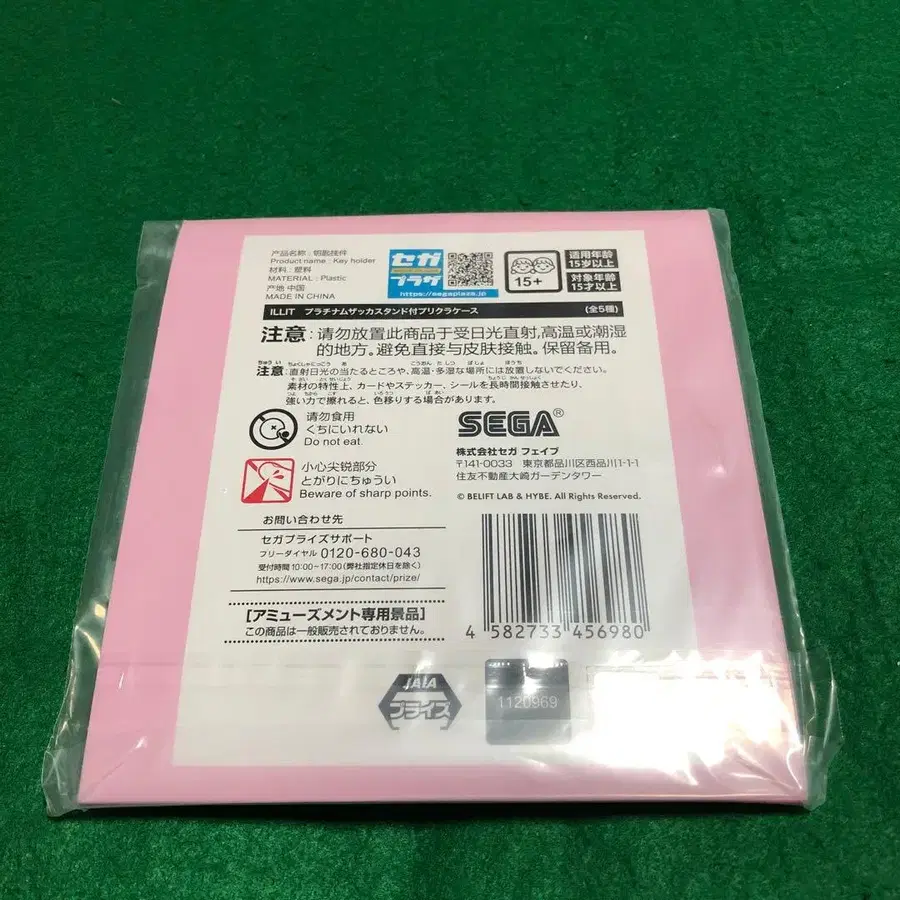 产品名称：钥匙挂件
Product name : Key holder
材料：塑料
MATERIAL : Plastic
产地 中国
MADE IN CHINA
セガ
プラザ
https://segaplaza.jp
15+
适用年龄
15岁以上
対象年齢
15才以上
ILLIT プラチナムザッカスタンド付プリクラケース (全5種)
注意：请勿放置此商品于受日光直射,高温或潮湿
的地方。避免直接与皮肤接触。保留备用。
注意：直射日光の当たるところや、高温・多湿な場所には放置しないでください。
素材の特性上、カードやステッカー、シールを長時間接触させたり、
強い力で擦れると、色移りする場合があります。
请勿食用
くちにいれない
Do not eat.
小心尖锐部分
とがりにちゅうい
Beware of sharp points.
SEGA®
株式会社セガ フェイブ
〒141-0033 東京都品川区西品川1-1-1
住友不動産大崎ガーデンタワー
© BELIFT LAB & HYBE. All Rights Reserved.
お問い合わせ先
セガプライズサポート
フリーダイヤル 0120-680-043
受付時間 10:00~17:00(弊社指定休日を除く)
https://www.sega.jp/contact/prize/
[アミューズメント専用景品]
この商品は一般販売されておりません。
4 582733 456980
JAIA
プライズ
1120969